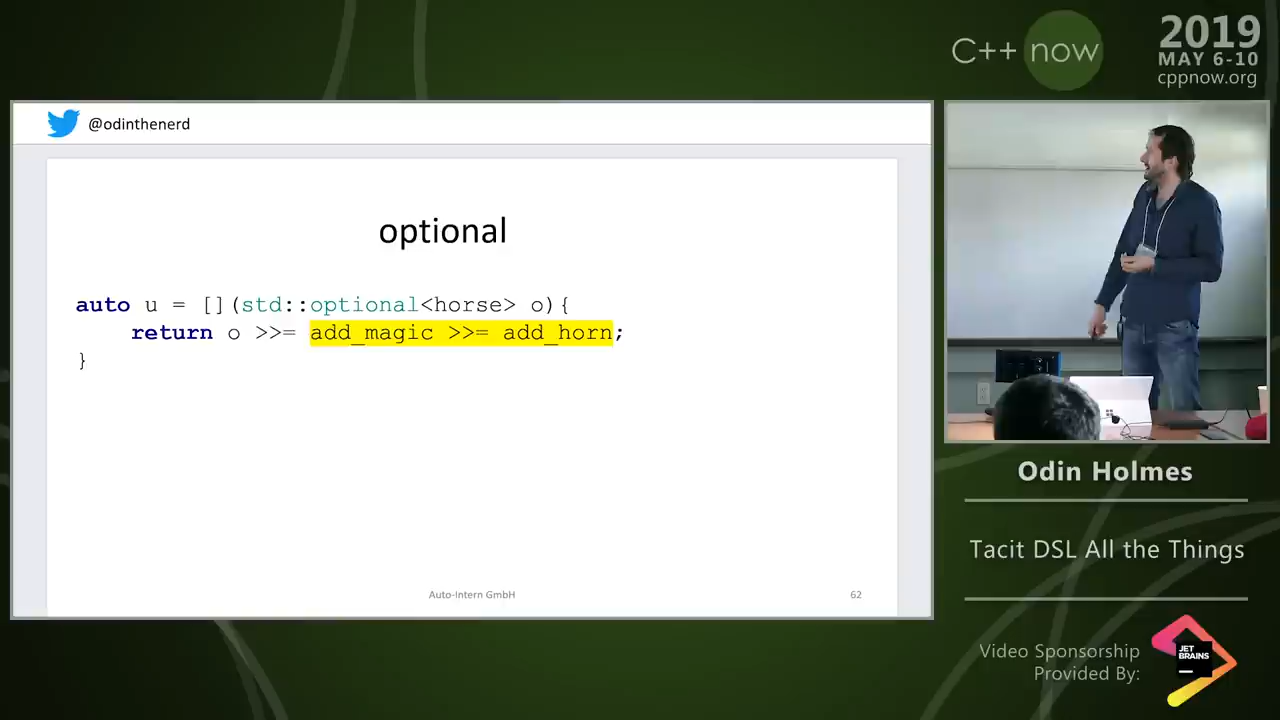 C++ now
2019
MAY 6-10
cppnow.org
@odinthenerd
optional
auto u = [](std::optional<horse> o){
return o >>= add_magic >>= add_horn;
}
Auto-Intern GmbH
62
Odin Holmes
Tacit DSL All the Things
Video Sponsorship
Provided By:
JET
BRAINS